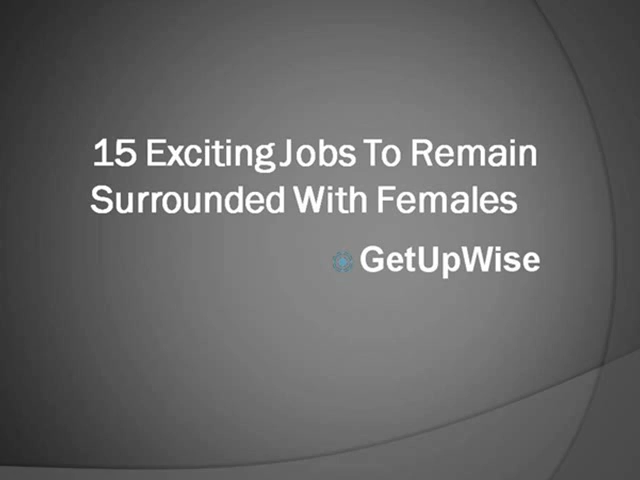 15 Exciting Jobs To Remain
Surrounded With Females
GetUpWise